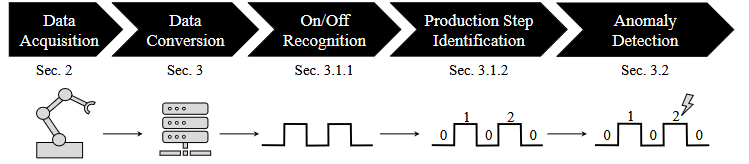 Data
Acquisition
Data
Conversion
On/Off
Recognition
Production Step
Identification
Anomaly
Detection
Sec. 2
Sec. 3
Sec. 3.1.1
Sec. 3.1.2
Sec. 3.2
0 1 0 2 0
0 1 0 2 0